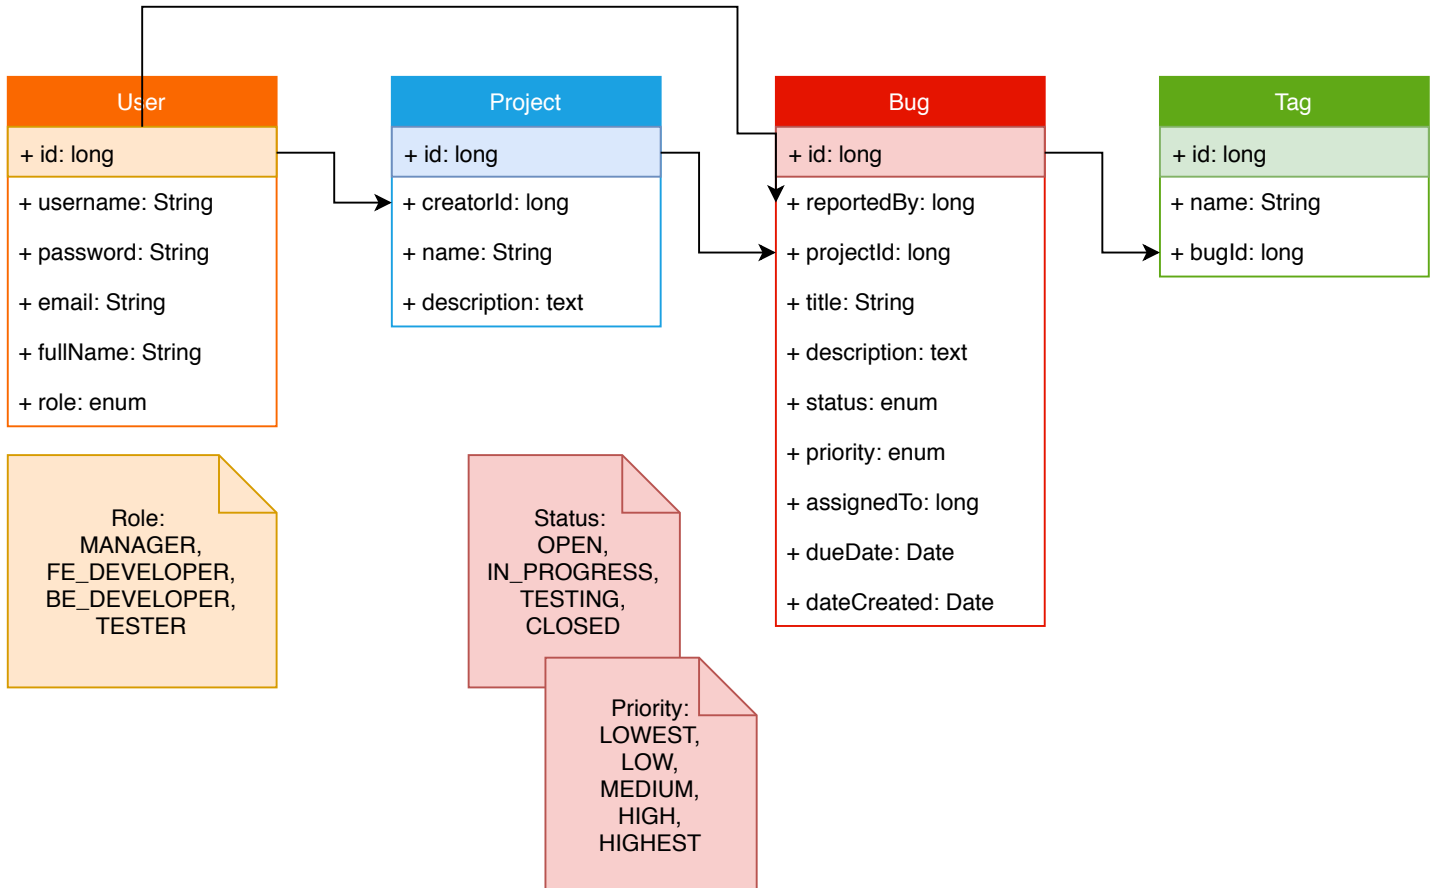 User
+ id: long
+ username: String
+ password: String
+ email: String
+ fullName: String
+ role: enum
Project
+ id: long
+ creatorId: long
+ name: String
+ description: text
Bug
+ id: long
+ reportedBy: long
+ projectId: long
+ title: String
+ description: text
+ status: enum
+ priority: enum
+ assignedTo: long
+ dueDate: Date
+ dateCreated: Date
Tag
+ id: long
+ name: String
+ bugId: long
Role:
MANAGER,
FE_DEVELOPER,
BE_DEVELOPER,
TESTER
Status:
OPEN,
IN_PROGRESS,
TESTING,
CLOSED
Priority:
LOWEST,
LOW,
MEDIUM,
HIGH,
HIGHEST